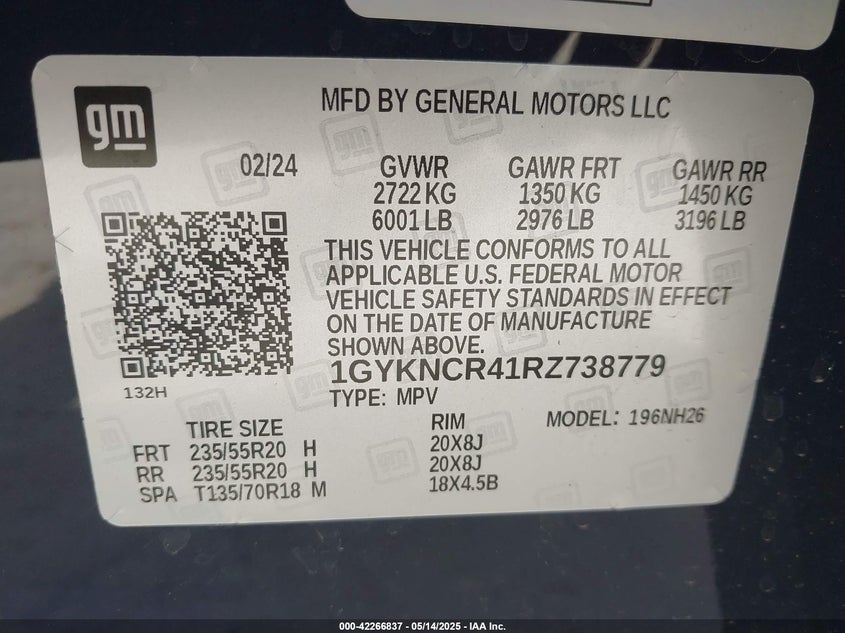 gm
MFD BY GENERAL MOTORS LLC
02/24
GVWR GAWR FRT GAWR RR
2722 KG 1350 KG 1450 KG
6001 LB 2976 LB 3196 LB
THIS VEHICLE CONFORMS TO ALL
APPLICABLE U.S. FEDERAL MOTOR
VEHICLE SAFETY STANDARDS IN EFFECT
ON THE DATE OF MANUFACTURE
SHOWN ABOVE.
1GYKNCR41RZ738779
132H
TYPE: MPV
MODEL: 196NH26
TIRE SIZE RIM
FRT 235/55R20 H 20X8J
RR 235/55R20 H 20X8J
SPA T135/70R18 M 18X4.5B
000-42266837 - 05/14/2025 - IAA Inc.